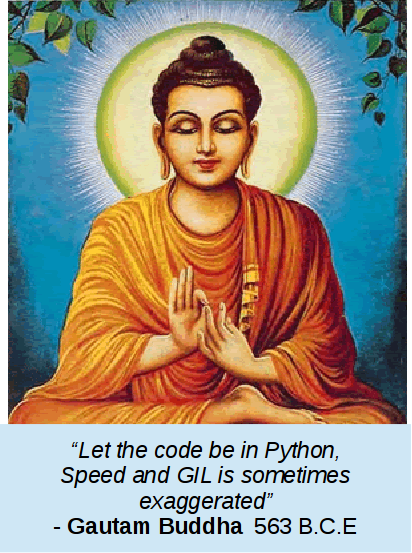 “Let the code be in Python,
Speed and GIL is sometimes
exaggerated”
- Gautam Buddha 563 B.C.E